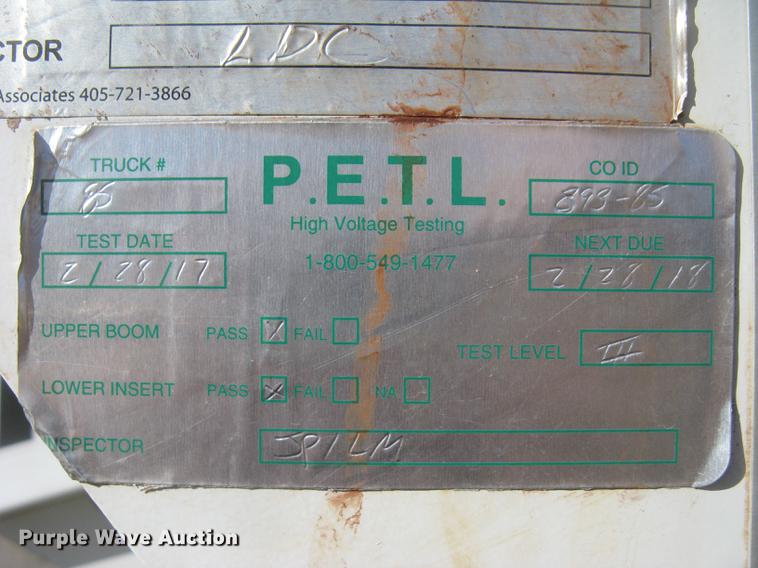 CTOR LDC
Associates 405-721-3866
TRUCK # P.E.T.L. CO ID
85 893-85
High Voltage Testing
TEST DATE NEXT DUE
2/28/17 1-800-549-1477 2/28/18
UPPER BOOM PASS X FAIL
TEST LEVEL III
LOWER INSERT PASS X FAIL NA
INSPECTOR JP/LM
Purple Wave Auction